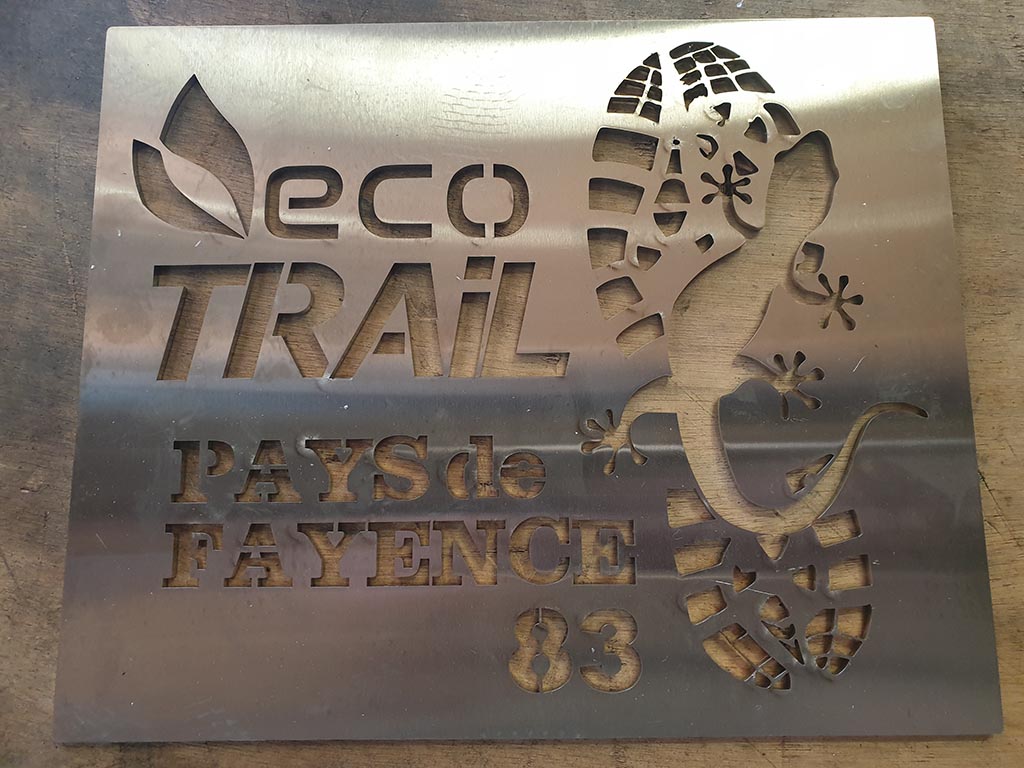 eco
TRAiL
PAYS de
FAYENCE
83